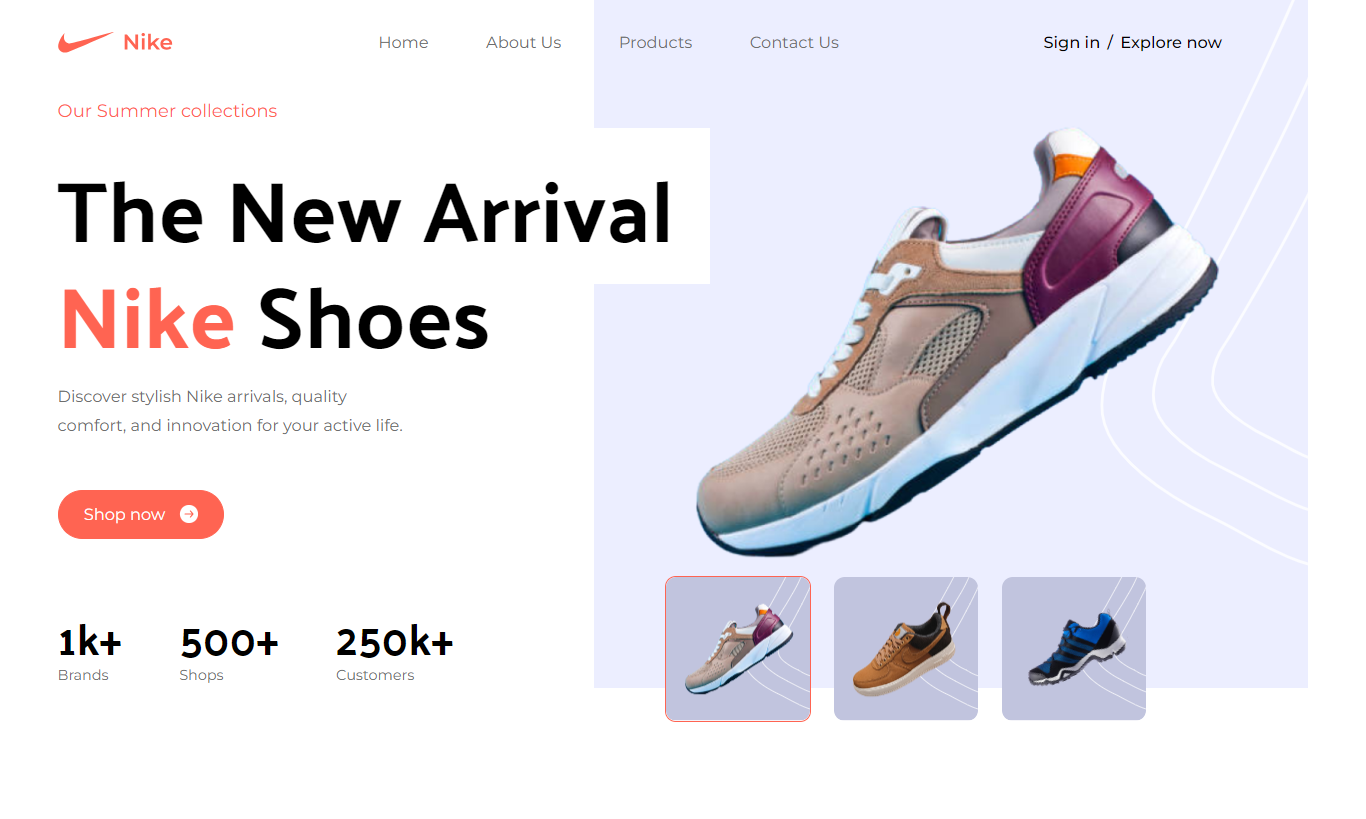 Nike
Home
About Us
Products
Contact Us
Sign in / Explore now
Our Summer collections
The New Arrival
Nike Shoes
Discover stylish Nike arrivals, quality
comfort, and innovation for your active life.
Shop now
1k+
500+
250k+
Brands
Shops
Customers